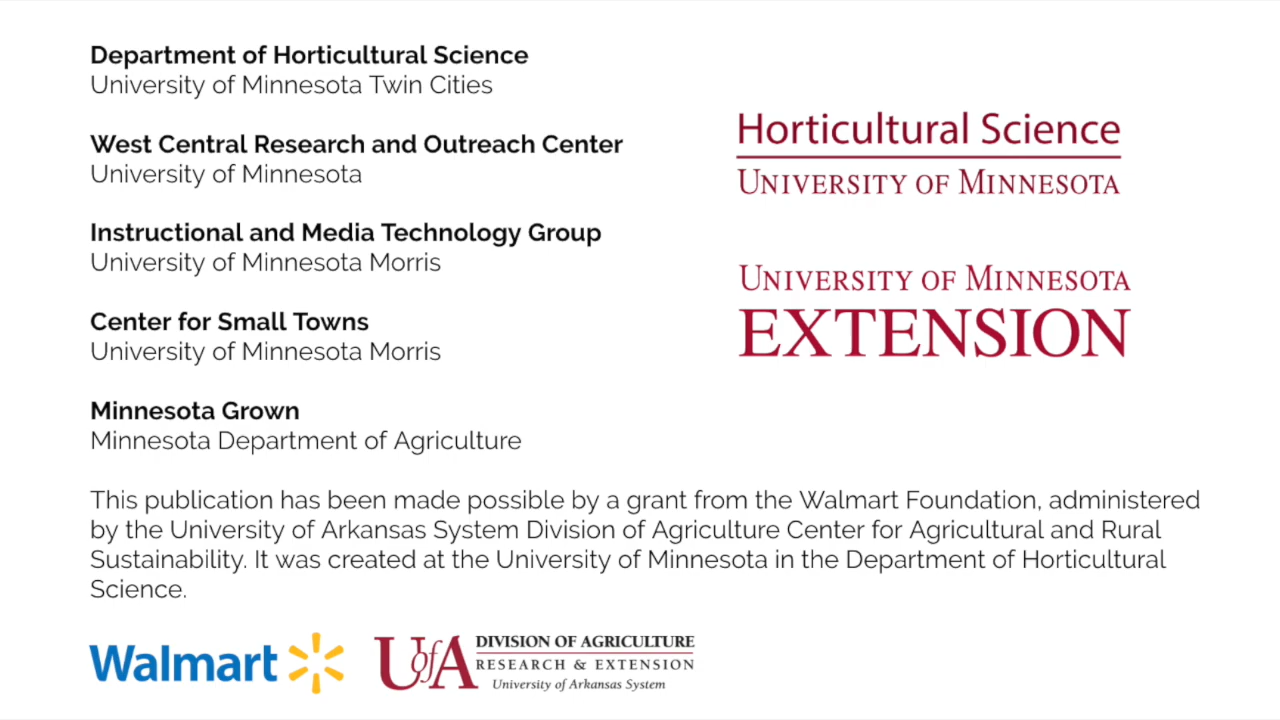 Department of Horticultural Science
University of Minnesota Twin Cities
West Central Research and Outreach Center
University of Minnesota
Instructional and Media Technology Group
University of Minnesota Morris
Center for Small Towns
University of Minnesota Morris
Minnesota Grown
Minnesota Department of Agriculture
Horticultural Science
UNIVERSITY OF MINNESOTA
UNIVERSITY OF MINNESOTA
EXTENSION
This publication has been made possible by a grant from the Walmart Foundation, administered
by the University of Arkansas System Division of Agriculture Center for Agricultural and Rural
Sustainability. It was created at the University of Minnesota in the Department of Horticultural
Science.
Walmart
UofA
DIVISION OF AGRICULTURE
RESEARCH & EXTENSION
University of Arkansas System